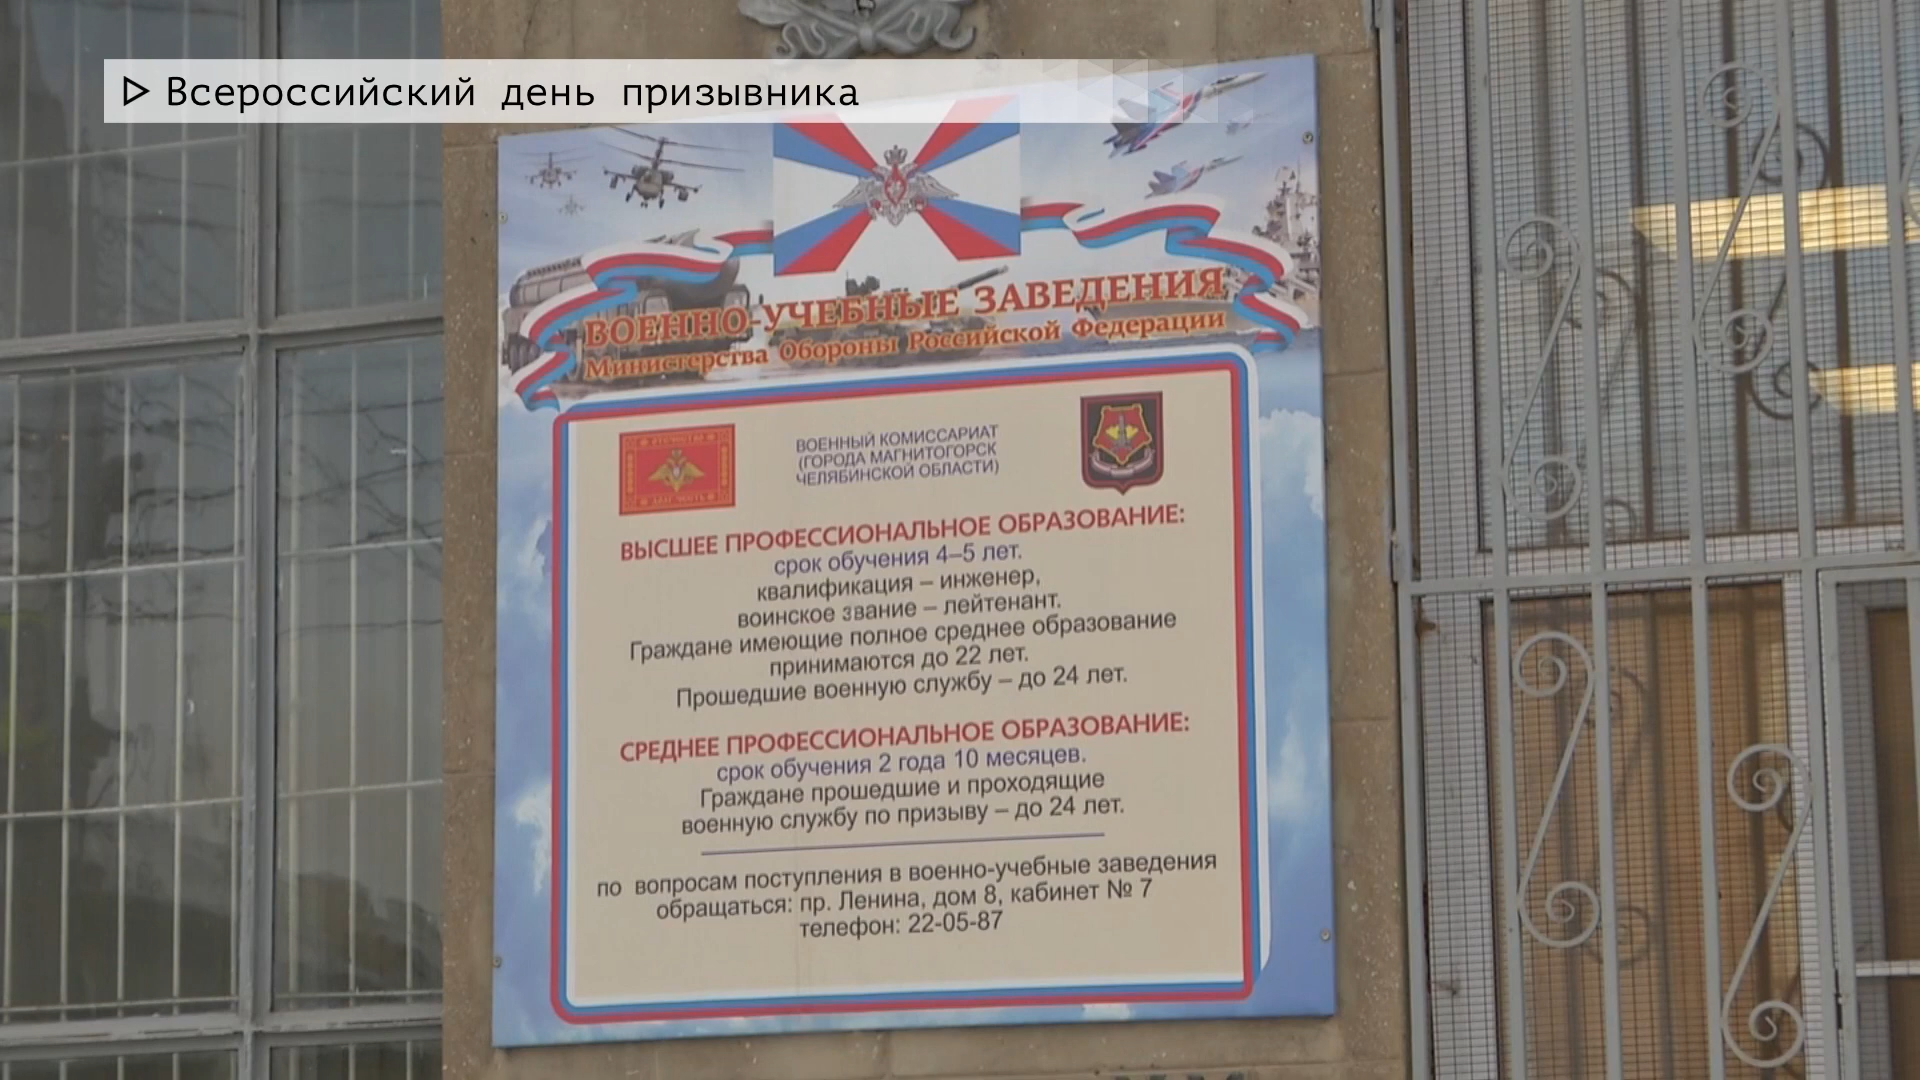 Всероссийский день призывника
ВОЕННО-УЧЕБНЫЕ ЗАВЕДЕНИЯ
Министерства Обороны Российской Федерации
ВОЕННЫЙ КОМИССАРИАТ
(ГОРОДА МАГНИТОГОРСК
ЧЕЛЯБИНСКОЙ ОБЛАСТИ)
ВЫСШЕЕ ПРОФЕССИОНАЛЬНОЕ ОБРАЗОВАНИЕ:
срок обучения 4–5 лет.
квалификация – инженер,
воинское звание – лейтенант.
Граждане имеющие полное среднее образование
принимаются до 22 лет.
Прошедшие военную службу – до 24 лет.
СРЕДНЕЕ ПРОФЕССИОНАЛЬНОЕ ОБРАЗОВАНИЕ:
срок обучения 2 года 10 месяцев.
Граждане прошедшие и проходящие
военную службу по призыву – до 24 лет.
по вопросам поступления в военно-учебные заведения
обращаться: пр. Ленина, дом 8, кабинет № 7
телефон: 22-05-87